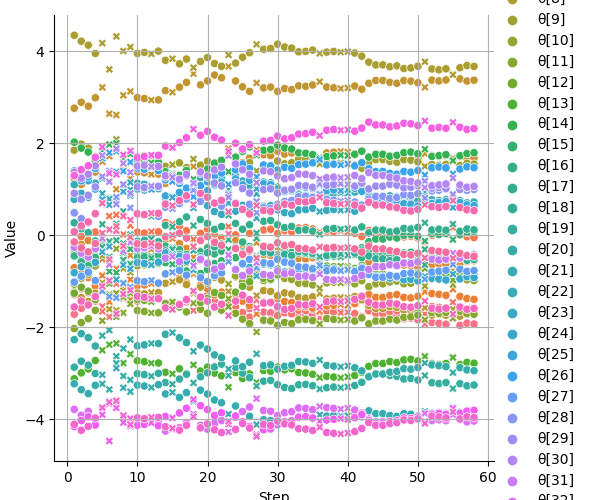 Value
4
2
0
−2
−4
0
10
20
30
40
50
60
Step
θ[8]
θ[9]
θ[10]
θ[11]
θ[12]
θ[13]
θ[14]
θ[15]
θ[16]
θ[17]
θ[18]
θ[19]
θ[20]
θ[21]
θ[22]
θ[23]
θ[24]
θ[25]
θ[26]
θ[27]
θ[28]
θ[29]
θ[30]
θ[31]
θ[32]